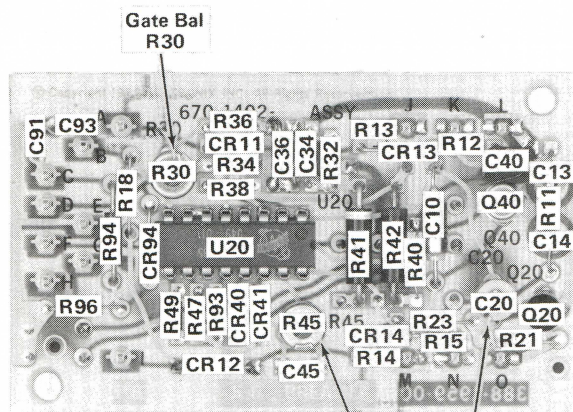 Gate Bal
R30
670-1402-
ASSY
A
B
C
D
E
F
H
J
K
L
M
N
O
C91
C93
R30
R36
CR11
R34
R38
C36
C34
R32
R13
CR13
R12
C40
C13
R18
R30
U20
U20
R41
R42
R40
C10
Q40
Q40
R11
C14
R94
CR94
R96
R49
R47
R93
CR40
CR41
R45
R45
CR12
C45
CR14
R14
R23
R15
C20
Q20
Q20
R21